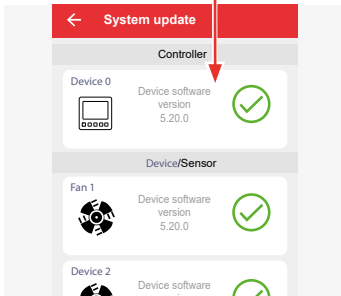 System update
Controller
Device 0
Device software
version
5.20.0
Device/Sensor
Fan 1
Device software
version
5.20.0
Device 2
Device software